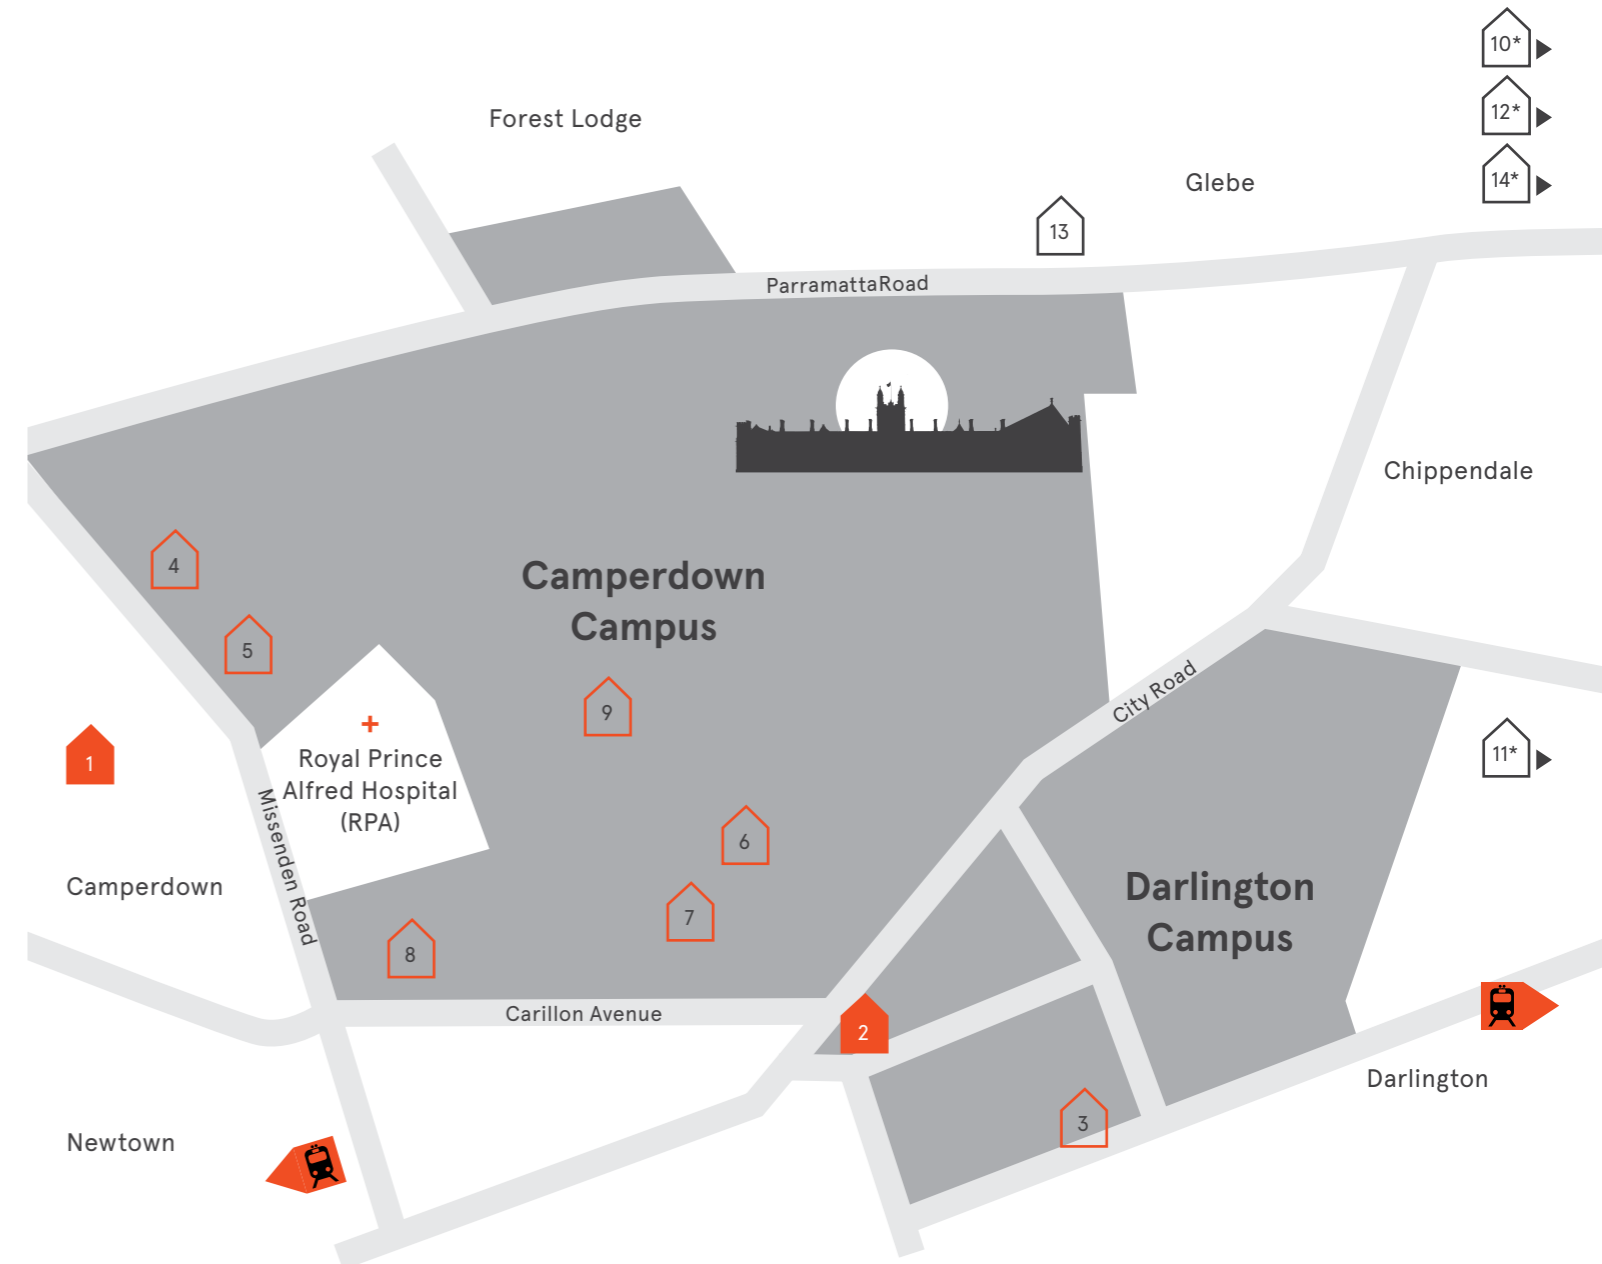 10*
12*
Forest Lodge
14*
Glebe
13
ParramattaRoad
Chippendale
4
Camperdown
Campus
5
City Road
9
Royal Prince
Alfred Hospital
(RPA)
1
11*
Missenden Road
6
Camperdown
Darlington
Campus
7
8
Carillon Avenue
2
Darlington
3
Newtown